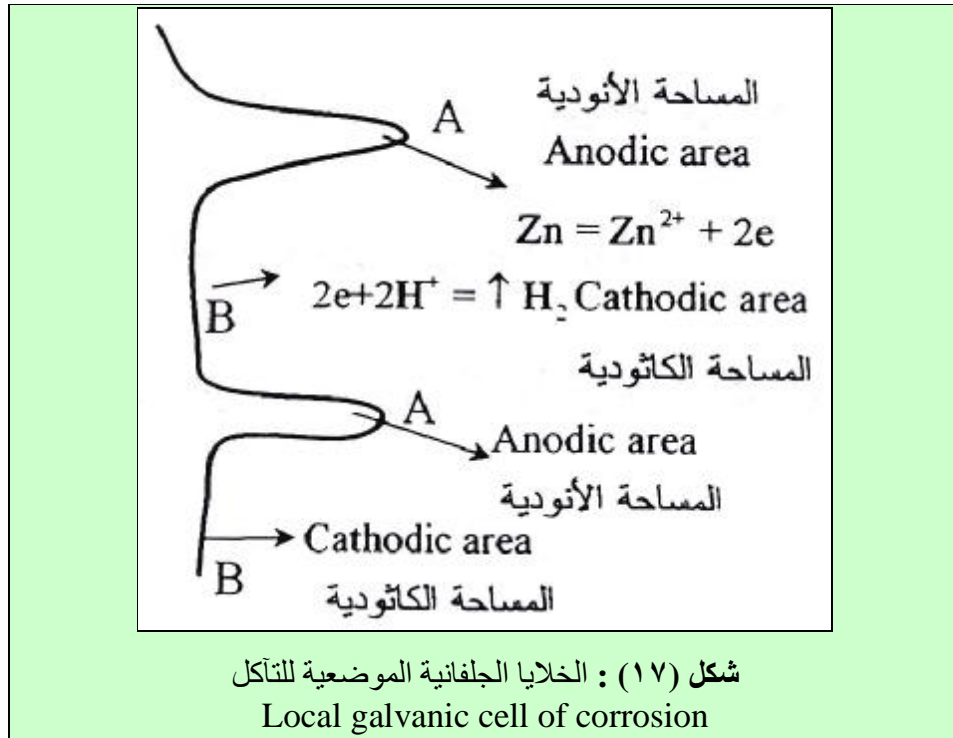 A
المساحة الأنودية
Anodic area
Zn = Zn²⁺ + 2e
2e+2H⁺ = ↑ H₂ Cathodic area
B
المساحة الكاثودية
A
Anodic area
المساحة الأنودية
Cathodic area
B
المساحة الكاثودية
شكل (١٧) : الخلايا الجلفانية الموضعية للتآكل
Local galvanic cell of corrosion